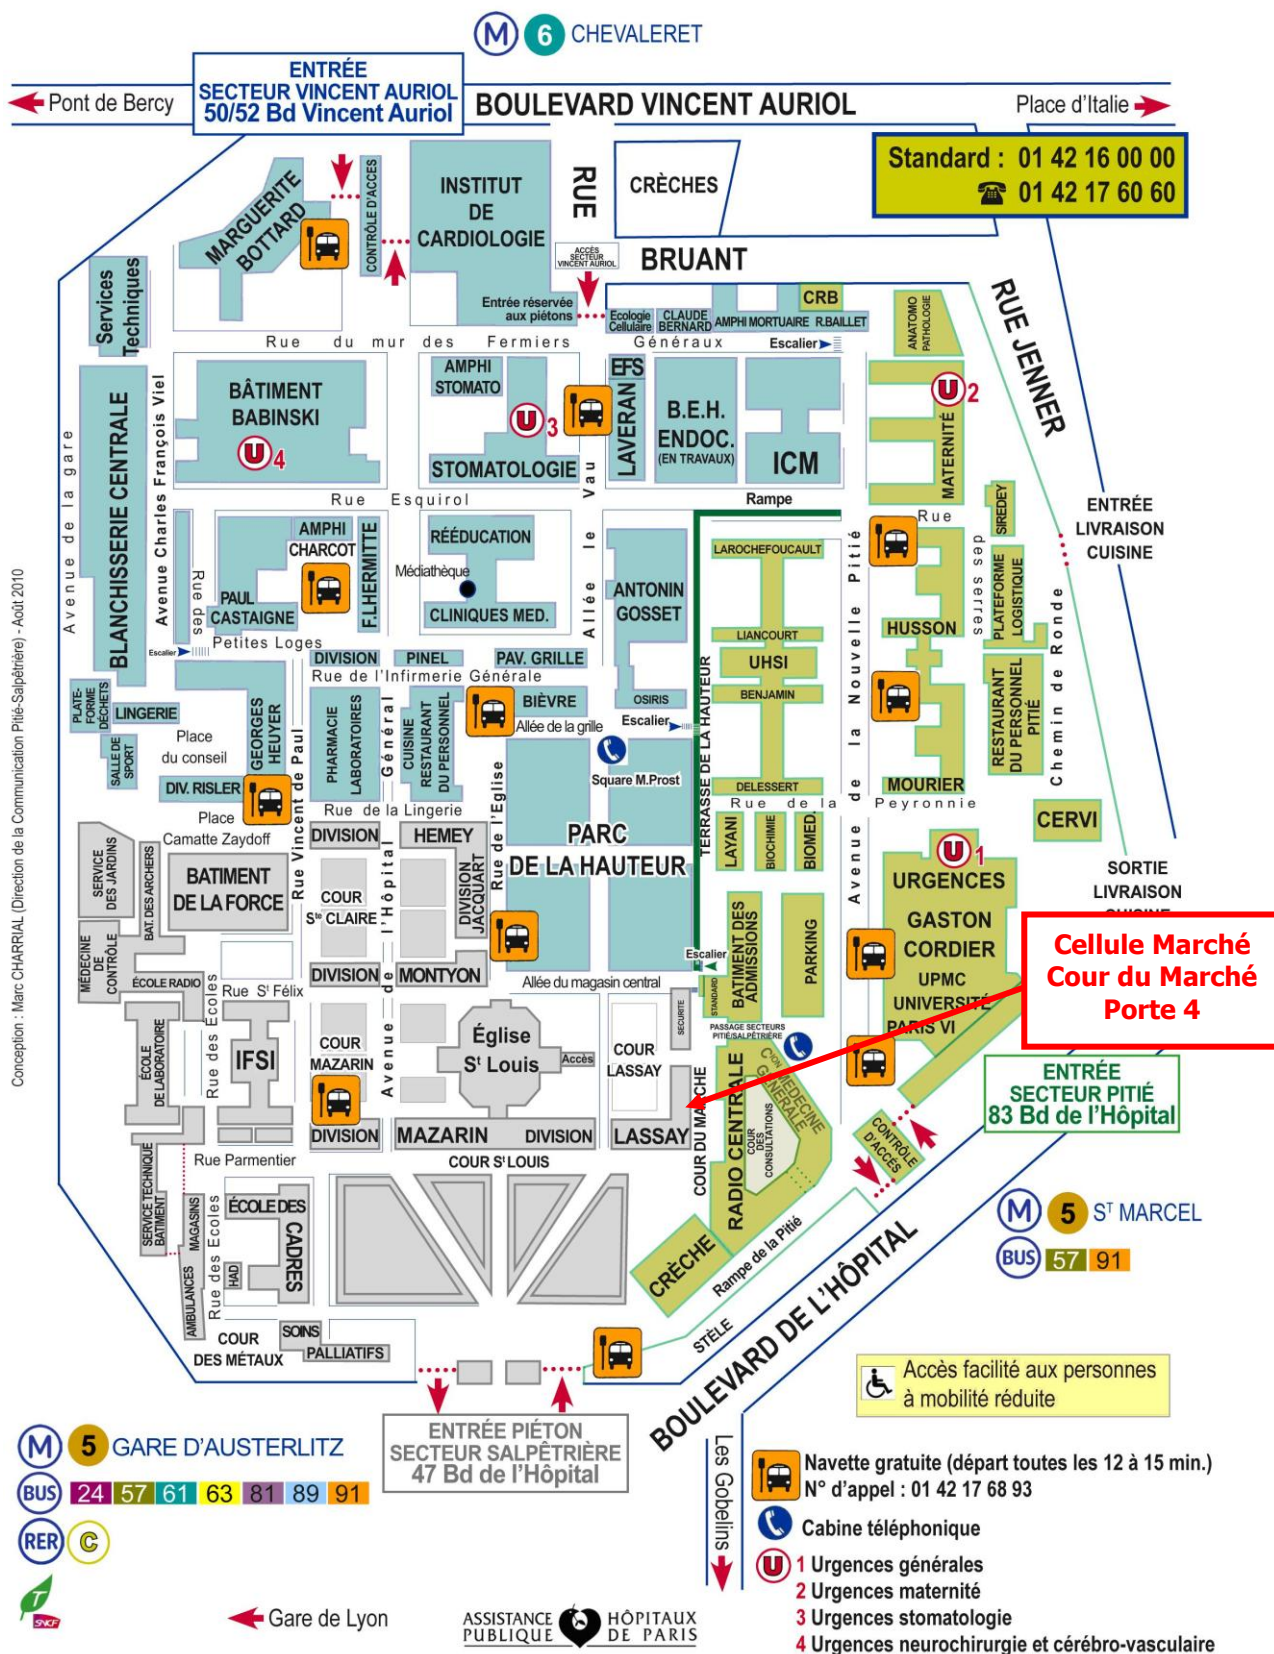 M 6 CHEVALERET
ENTRÉE
SECTEUR VINCENT AURIOL
50/52 Bd Vincent Auriol
Pont de Bercy
BOULEVARD VINCENT AURIOL
Place d'Italie
Standard : 01 42 16 00 00
01 42 17 60 60
MARGUERITE
BOTTARD
CONTRÔLE D'ACCES
INSTITUT
DE
CARDIOLOGIE
Entrée réservée
aux piétons
RUE
BRUANT
CRÈCHES
ACCÈS
SECTEUR
VINCENT AURIOL
Services
Techniques
Ecologie
Cellulaire
CLAUDE
BERNARD
AMPHI MORTUAIRE
R.BAILLET
CRB
ANATOMO
PATHOLOGIE
RUE JENNER
Rue du mur des Fermiers Généraux
Escalier
BLANCHISSERIE CENTRALE
Avenue de la gare
Avenue Charles François Viel
BÂTIMENT
BABINSKI
U 4
AMPHI
STOMATO
U 3
STOMATOLOGIE
EFS
LAVERAN
B.E.H.
ENDOC.
(EN TRAVAUX)
ICM
U 2
MATERNITÉ
Rue Esquirol
Rampe
Rue
des serres
SIREDEY
ENTRÉE
LIVRAISON
CUISINE
AMPHI
CHARCOT
PAUL
CASTAIGNE
F.LHERMITTE
Rue des
Petites Loges
Escalier
RÉÉDUCATION
Médiathèque
CLINIQUES MED.
Allée le Vau
ANTONIN
GOSSET
OSIRIS
LAROCHEFOUCAULT
LIANCOURT
UHSI
BENJAMIN
DELESSERT
Avenue de la Nouvelle Pitié
HUSSON
MOURIER
PLATEFORME
LOGISTIQUE
RESTAURANT
DU PERSONNEL
PITIÉ
Chemin de Ronde
DIVISION
PINEL
PAV. GRILLE
Rue de l'Infirmerie Générale
PLATE-
FORME
DÉCHETS
LINGERIE
SALLE DE
SPORT
GEORGES
HEUYER
Place
du conseil
DIV. RISLER
Place
Camatte Zaydoff
Rue Vincent de Paul
PHARMACIE
LABORATOIRES
Avenue de l'Hôpital Général
CUISINE
RESTAURANT
DU PERSONNEL
BIÈVRE
Allée de la grille
Escalier
Square M.Prost
Rue de l'Eglise
TERRASSE DE LA HAUTEUR
Rue de la Lingerie
Rue de la Peyronnie
PARC
DE LA HAUTEUR
LAYANI
BIOCHIMIE
BIOMED.
CERVI
SORTIE
LIVRAISON
SERVICE
DES JARDINS
BAT. DES ARCHERS
BATIMENT
DE LA FORCE
DIVISION
HEMEY
COUR
Ste CLAIRE
DIVISION
JACQUART
DIVISION
MONTYON
U 1
URGENCES
GASTON
CORDIER
UPMC
UNIVERSITÉ
PARIS VI
Cellule Marché
Cour du Marché
Porte 4
MÉDECINE
DE
CONTRÔLE
ÉCOLE RADIO
Rue St Félix
Rue des Ecoles
Allée du magasin central
Escalier
BATIMENT DES
ADMISSIONS
STANDARD
PARKING
SECURITE
PASSAGE SECTEURS
PITIÉ/SALPÊTRIÈRE
ÉCOLE
DE LABORATOIRE
IFSI
COUR
MAZARIN
Église
St Louis
Accès
COUR
LASSAY
COUR DU MARCHE
RADIO CENTRALE
Cion MEDECINE
GENERALE
COUR
DES
CONSULTATIONS
ENTRÉE
SECTEUR PITIÉ
83 Bd de l'Hôpital
CONTRÔLE
D'ACCÈS
DIVISION
MAZARIN
DIVISION
LASSAY
Rue Parmentier
COUR St LOUIS
SERVICE TECHNIQUE
BATIMENT
MAGASINS
AMBULANCES
Rue des Ecoles
ÉCOLE DES
CADRES
HAD
COUR
DES MÉTAUX
SOINS
PALLIATIFS
CRÈCHE
Rampe de la Pitié
STÈLE
BOULEVARD DE L'HÔPITAL
M 5 ST MARCEL
BUS 57 91
Accès facilité aux personnes
à mobilité réduite
ENTRÉE PIÉTON
SECTEUR SALPÊTRIÈRE
47 Bd de l'Hôpital
Les Gobelins
M 5 GARE D'AUSTERLITZ
BUS 24 57 61 63 81 89 91
RER C
T
SNCF
Gare de Lyon
ASSISTANCE
PUBLIQUE
HÔPITAUX
DE PARIS
Navette gratuite (départ toutes les 12 à 15 min.)
N° d'appel : 01 42 17 68 93
Cabine téléphonique
U 1 Urgences générales
2 Urgences maternité
3 Urgences stomatologie
4 Urgences neurochirurgie et cérébro-vasculaire
Conception : Marc CHARRIAL (Direction de la Communication Pitié-Salpêtrière) - Août 2010